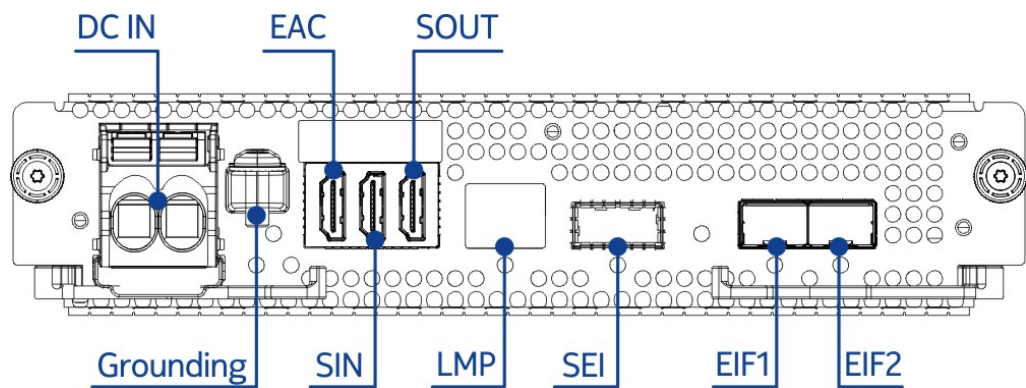 DC IN
EAC
SOUT
Grounding
SIN
LMP
SEI
EIF1
EIF2